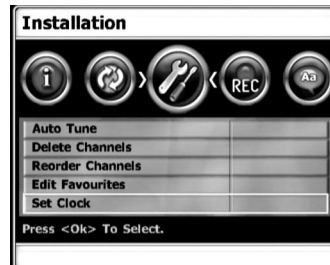 Installation
i
REC
Aa
Auto Tune
Delete Channels
Reorder Channels
Edit Favourites
Set Clock
Press <Ok> To Select.